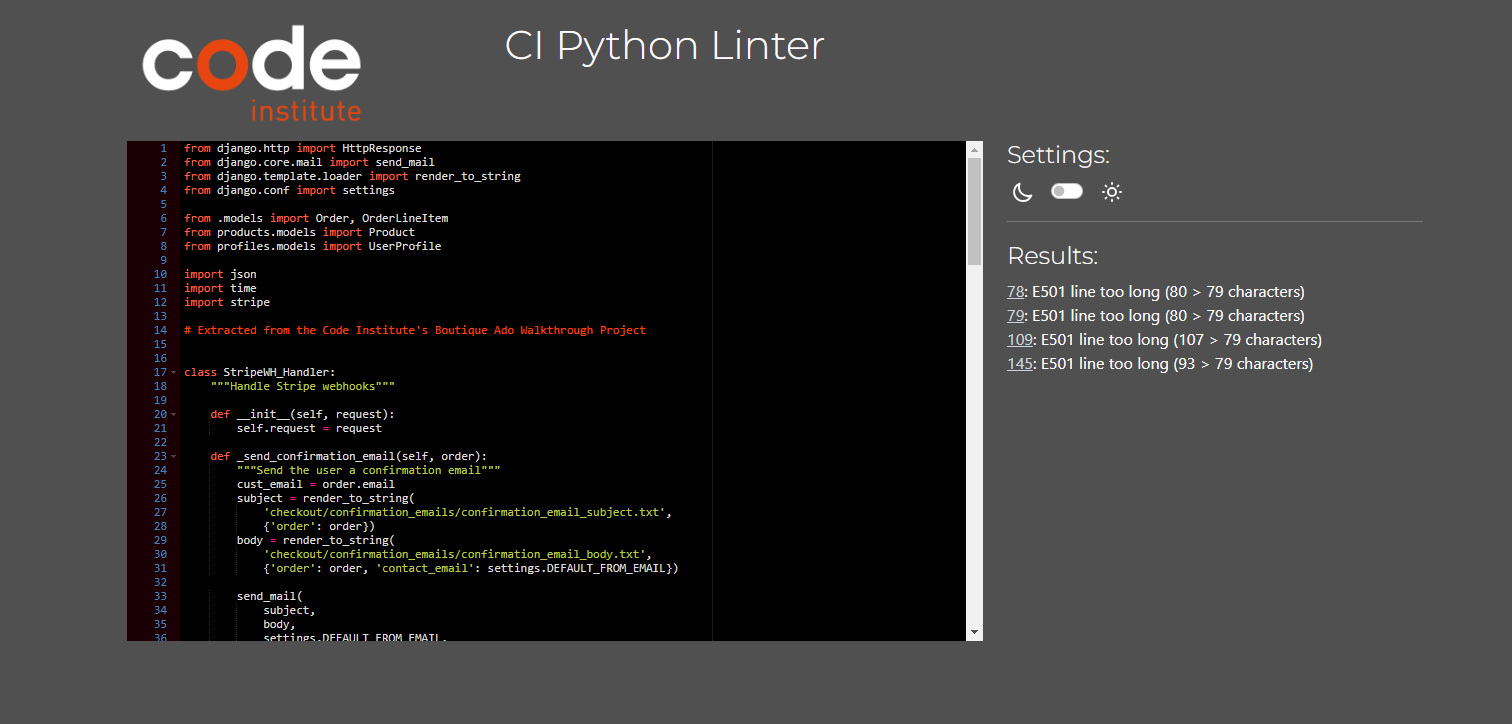 code
institute
CI Python Linter
1 from django.http import HttpResponse
2 from django.core.mail import send_mail
3 from django.template.loader import render_to_string
4 from django.conf import settings
5
6 from .models import Order, OrderLineItem
7 from products.models import Product
8 from profiles.models import UserProfile
9
10 import json
11 import time
12 import stripe
13
14 # Extracted from the Code Institute's Boutique Ado Walkthrough Project
15
16
17 class StripeWH_Handler:
18     """Handle Stripe webhooks"""
19
20     def __init__(self, request):
21         self.request = request
22
23     def _send_confirmation_email(self, order):
24         """Send the user a confirmation email"""
25         cust_email = order.email
26         subject = render_to_string(
27             'checkout/confirmation_emails/confirmation_email_subject.txt',
28             {'order': order})
29         body = render_to_string(
30             'checkout/confirmation_emails/confirmation_email_body.txt',
31             {'order': order, 'contact_email': settings.DEFAULT_FROM_EMAIL})
32
33         send_mail(
34             subject,
35             body,
36             settings.DEFAULT_FROM_EMAIL,
Settings:
Results:
78: E501 line too long (80 > 79 characters)
79: E501 line too long (80 > 79 characters)
109: E501 line too long (107 > 79 characters)
145: E501 line too long (93 > 79 characters)